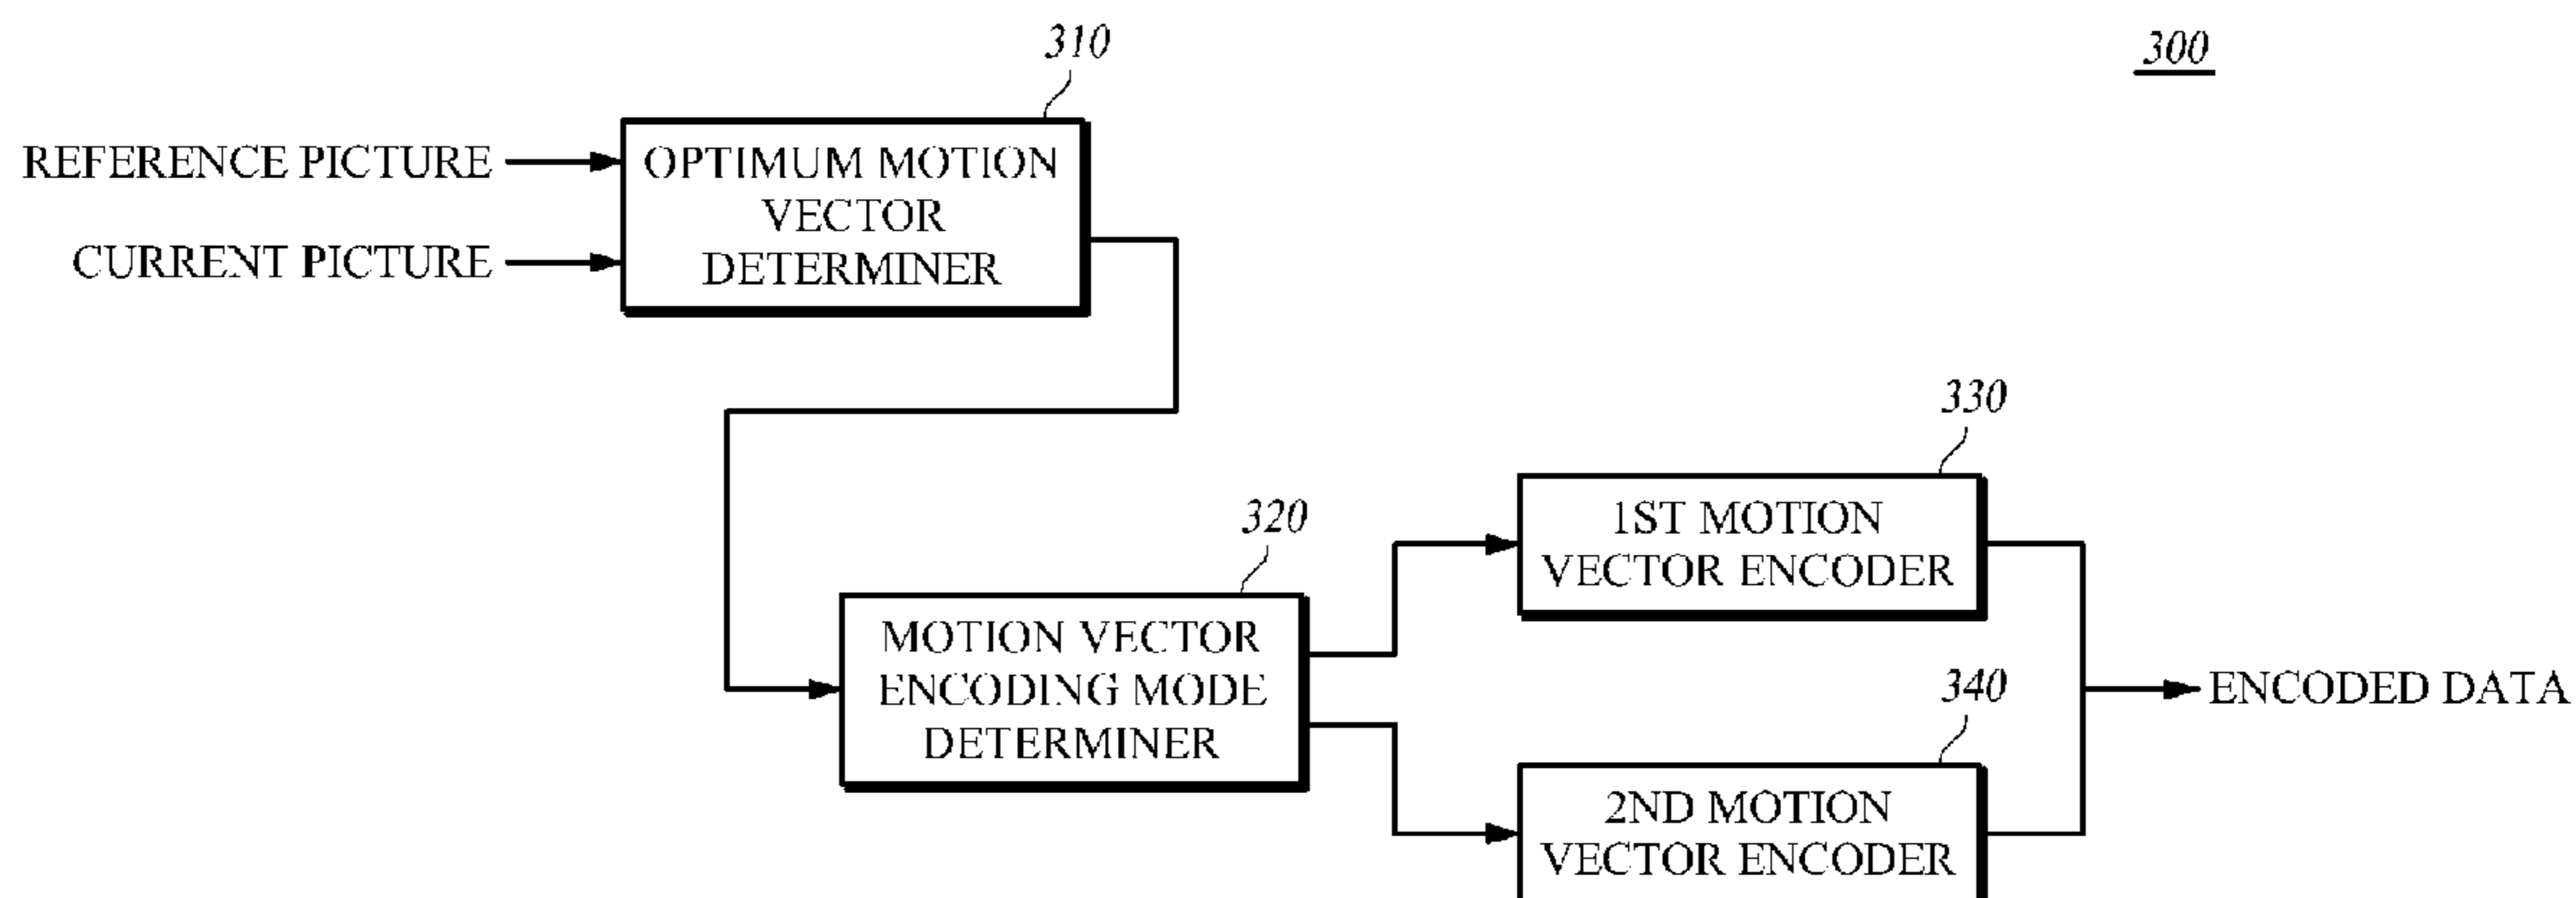 310
300
REFERENCE PICTURE
CURRENT PICTURE
OPTIMUM MOTION
VECTOR
DETERMINER
320
MOTION VECTOR
ENCODING MODE
DETERMINER
330
1ST MOTION
VECTOR ENCODER
340
2ND MOTION
VECTOR ENCODER
ENCODED DATA